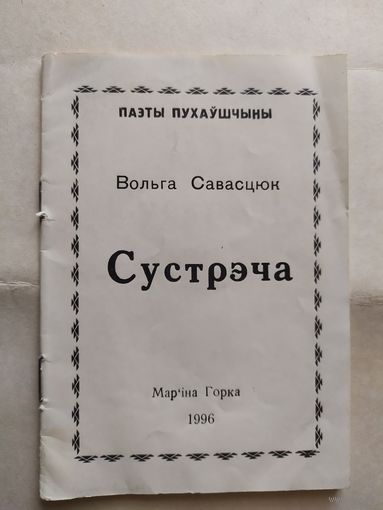 ПАЭТЫ ПУХАЎШЧЫНЫ
Вольга Савасцюк
Сустрэча
Мар'іна Горка
1996